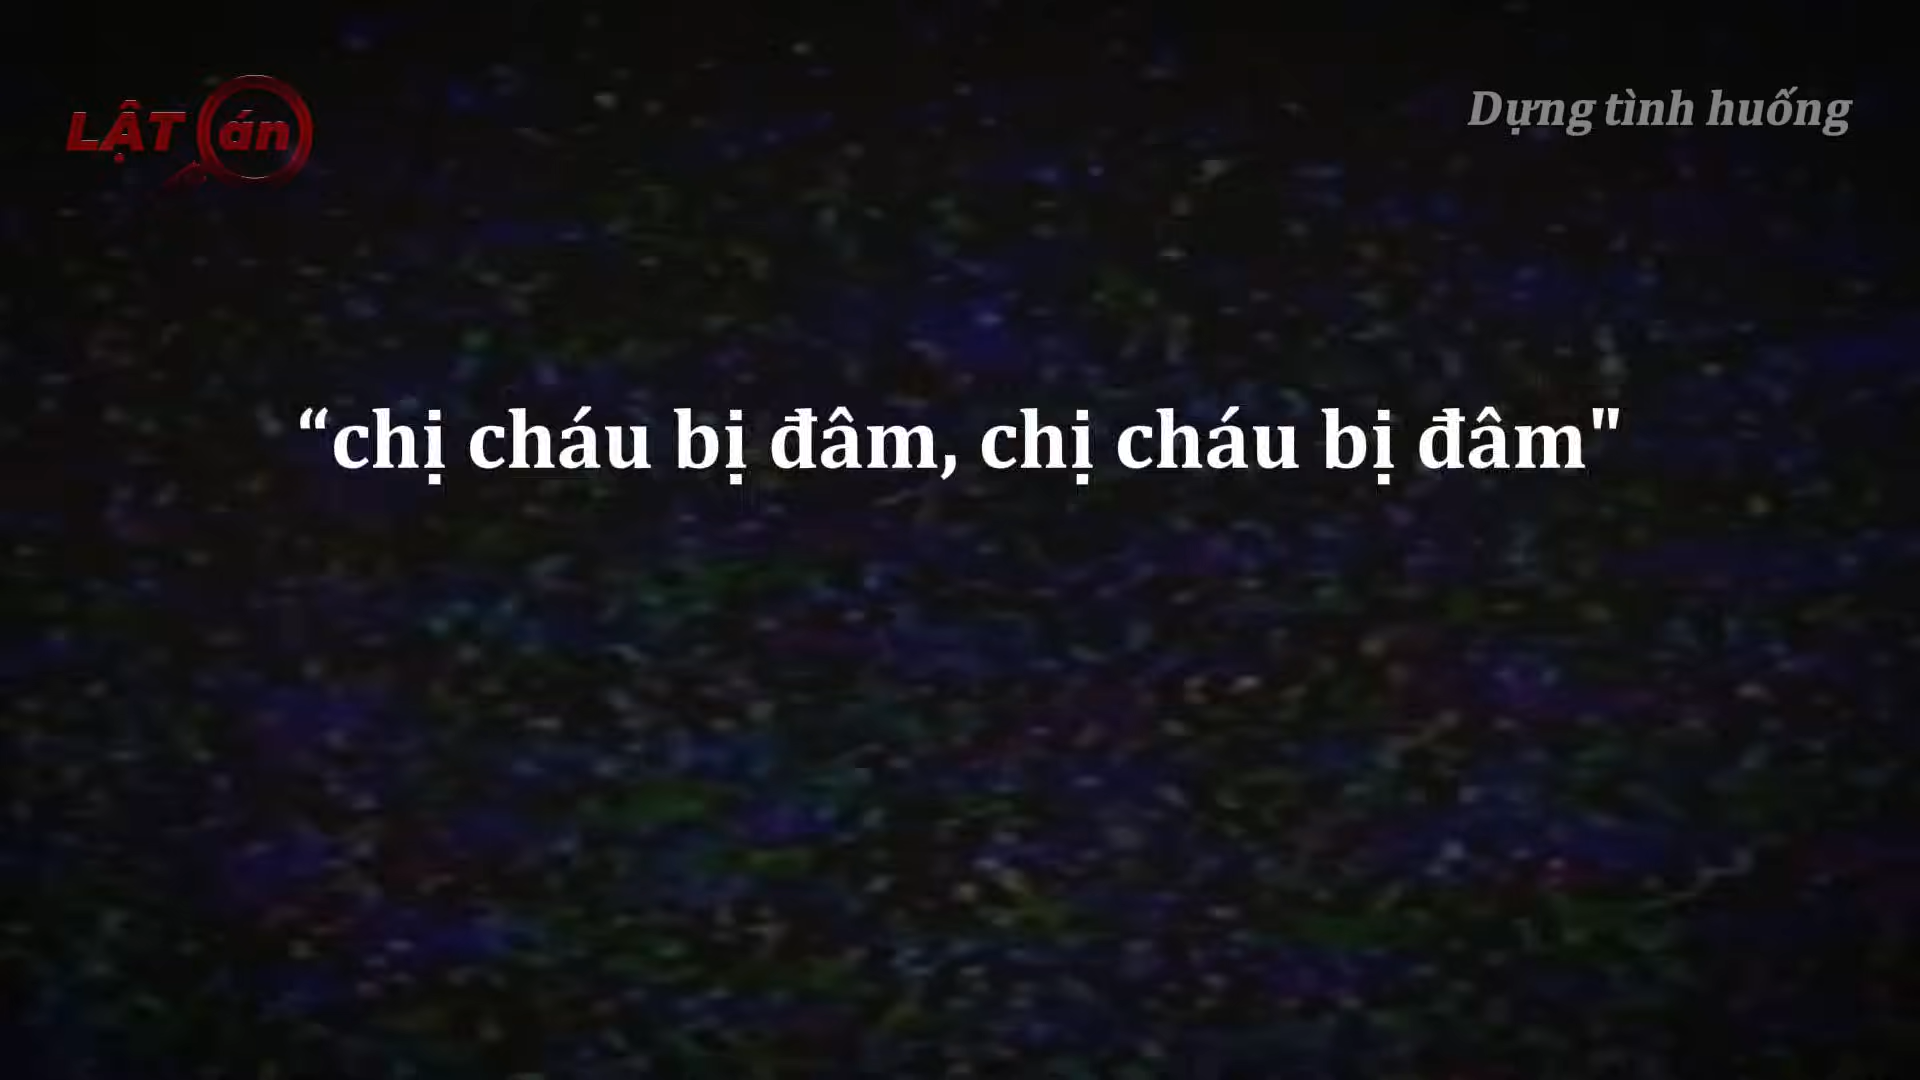 LẬT án
Dựng tình huống
“chị cháu bị đâm, chị cháu bị đâm"